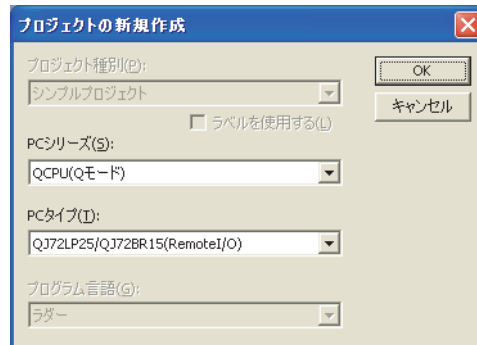 プロジェクトの新規作成
プロジェクト種別(P):
シンプルプロジェクト
ラベルを使用する(L)
PCシリーズ(S):
QCPU(Qモード)
PCタイプ(T):
QJ72LP25/QJ72BR15(RemoteI/O)
プログラム言語(G):
ラダー
OK
キャンセル